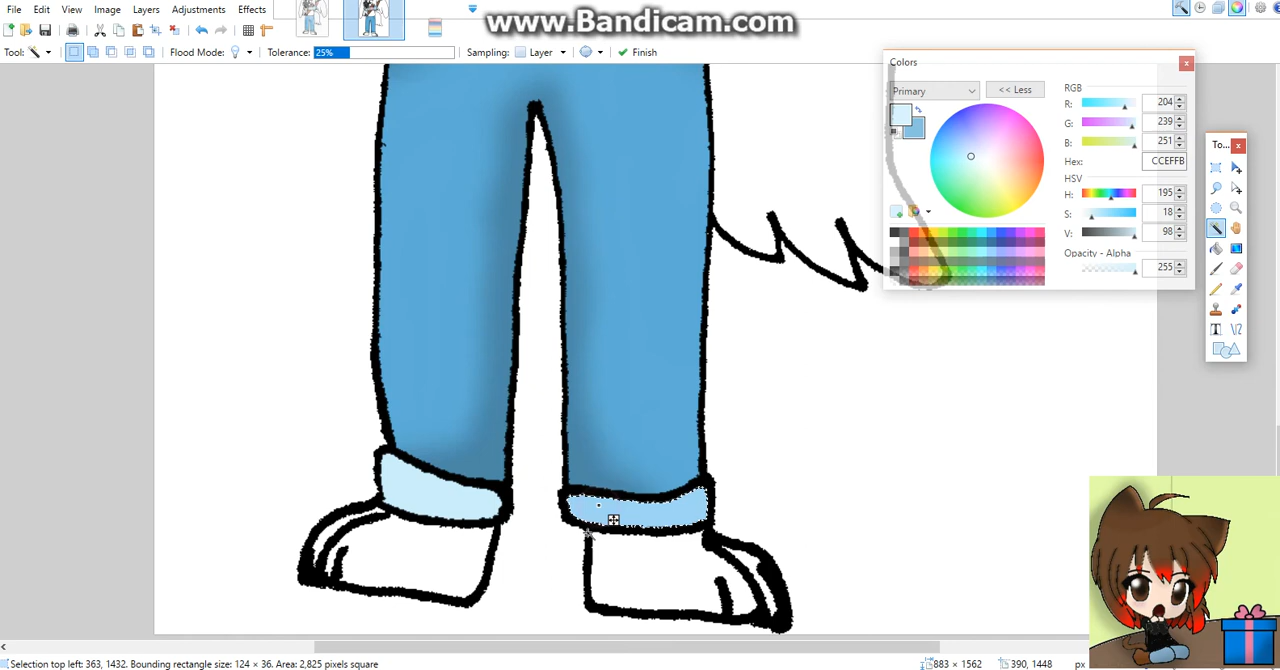 File Edit View Image Layers Adjustments Effects
www.Bandicam.com
Tool: Flood Mode: Tolerance: 25% Sampling: Layer Finish
Colors
Primary << Less
RGB
R: 204
G: 239
B: 251
Hex: CCEFFB
HSV
H: 195
S: 18
V: 98
Opacity - Alpha
255
To...
T
Selection top left: 363, 1432. Bounding rectangle size: 124 × 36. Area: 2,825 pixels square
883 × 1562 390, 1448 px